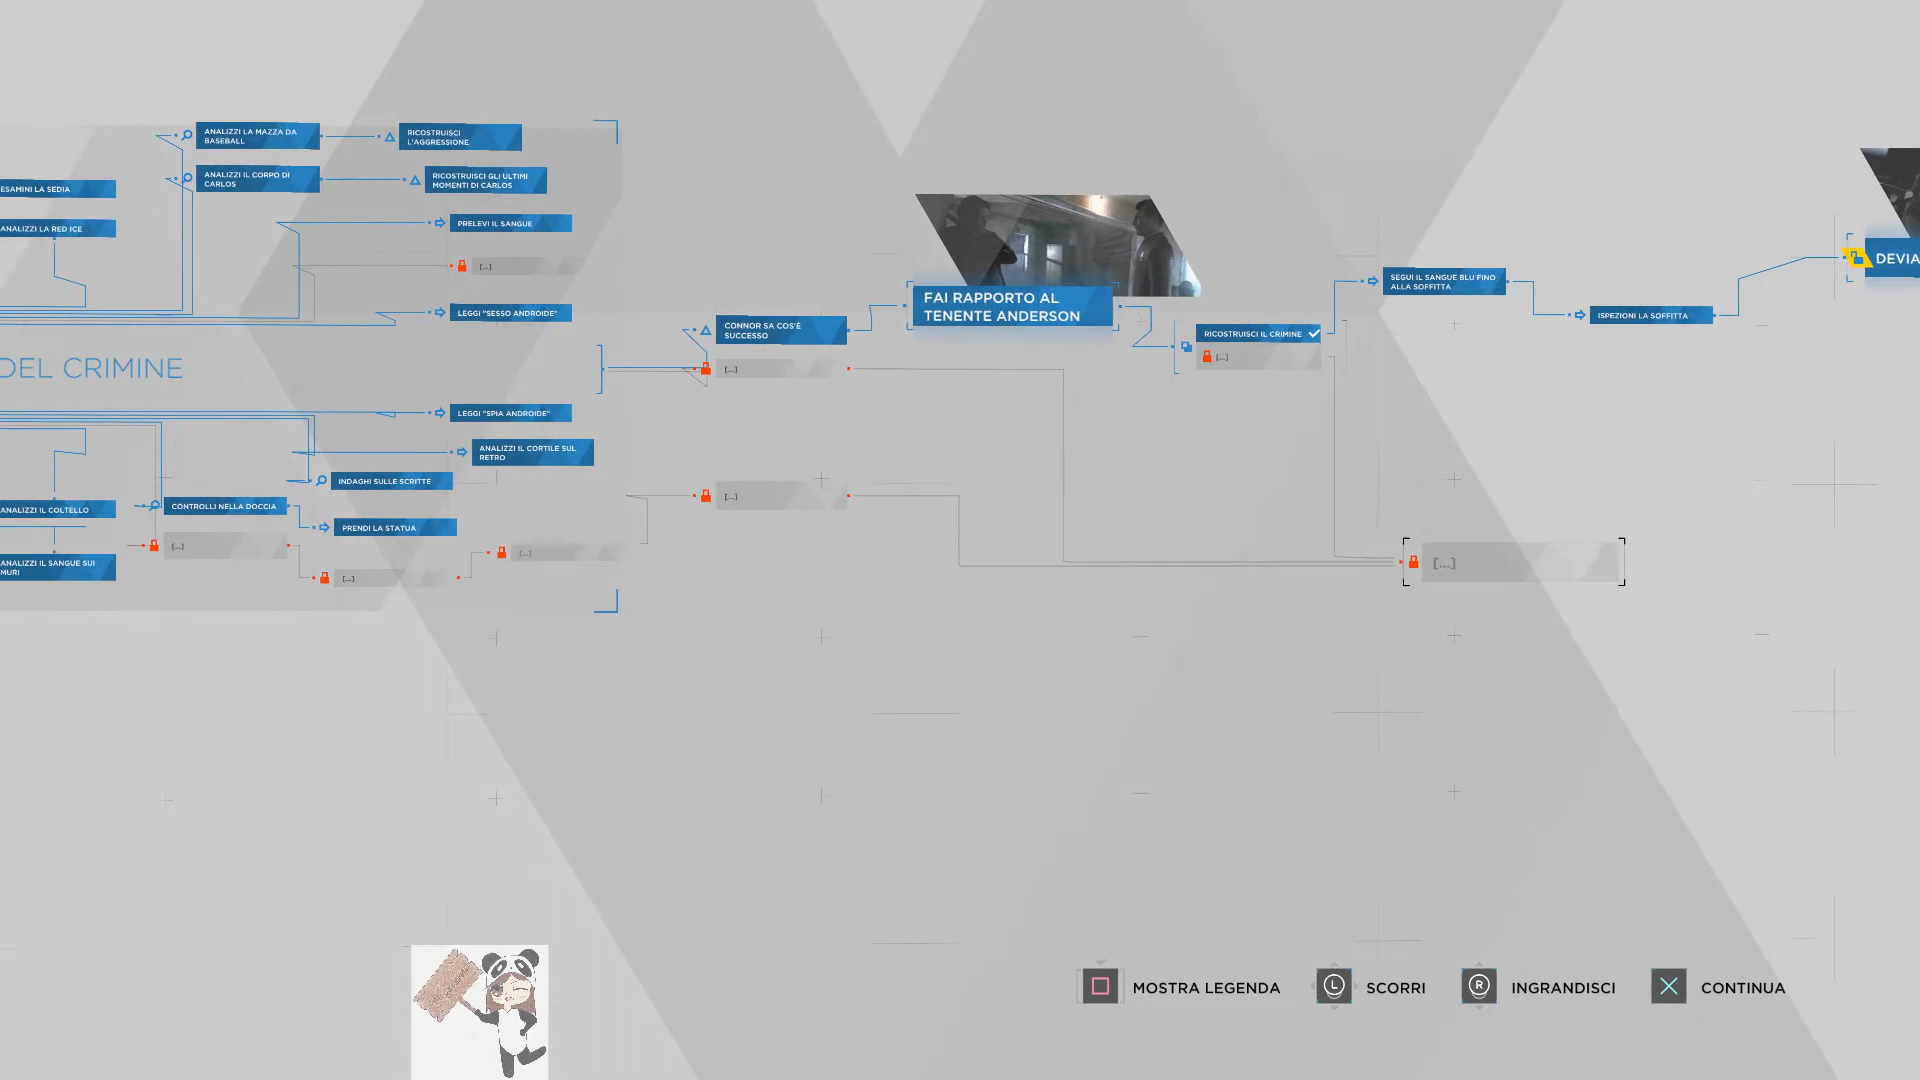 ANALIZZI LA MAZZA DA
BASEBALL
RICOSTRUISCI
L'AGGRESSIONE
ANALIZZI IL CORPO DI
CARLOS
RICOSTRUISCI GLI ULTIMI
MOMENTI DI CARLOS
ESAMINI LA SEDIA
ANALIZZI LA RED ICE
PRELEVI IL SANGUE
[...]
LEGGI "SESSO ANDROIDE"
DEL CRIMINE
LEGGI "SPIA ANDROIDE"
ANALIZZI IL CORTILE SUL
RETRO
INDAGHI SULLE SCRITTE
ANALIZZI IL COLTELLO
CONTROLLI NELLA DOCCIA
PRENDI LA STATUA
[...]
[...]
[...]
ANALIZZI IL SANGUE SUI
MURI
CONNOR SA COS'È
SUCCESSO
[...]
[...]
FAI RAPPORTO AL
TENENTE ANDERSON
RICOSTRUISCI IL CRIMINE
[...]
SEGUI IL SANGUE BLU FINO
ALLA SOFFITTA
ISPEZIONI LA SOFFITTA
DEVIA
[...]
MOSTRA LEGENDA
L
SCORRI
R
INGRANDISCI
CONTINUA